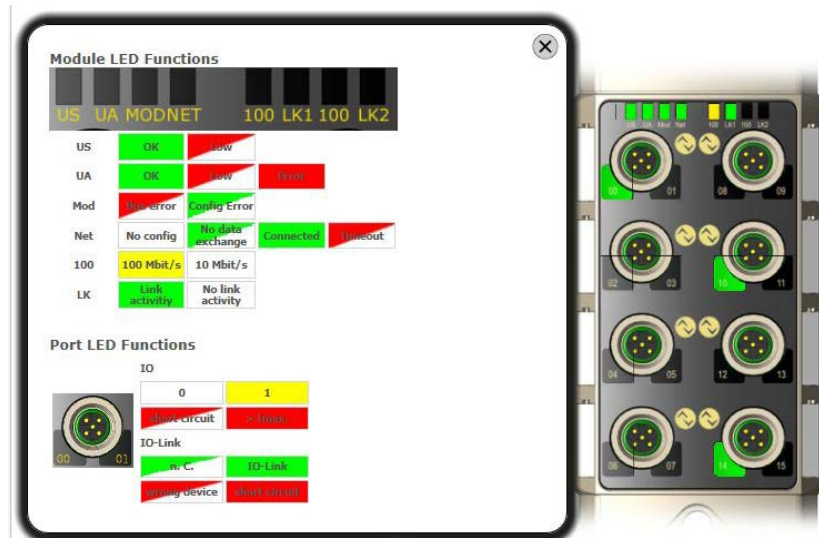 Module LED Functions
US UA MODNET 100 LK1 100 LK2
US OK Low
UA OK Low Error
Mod Bus error Config Error
Net No config No data exchange Connected Timeout
100 100 Mbit/s 10 Mbit/s
LK Link activitiy No link activity
Port LED Functions
IO
0 1
short circuit > Imax.
IO-Link
00 01
n. C. IO-Link
wrong device short circuit
US UA Mod Net 100 LK1 100 LK2
00 01 08 09
02 03 10 11
04 05 12 13
06 07 14 15